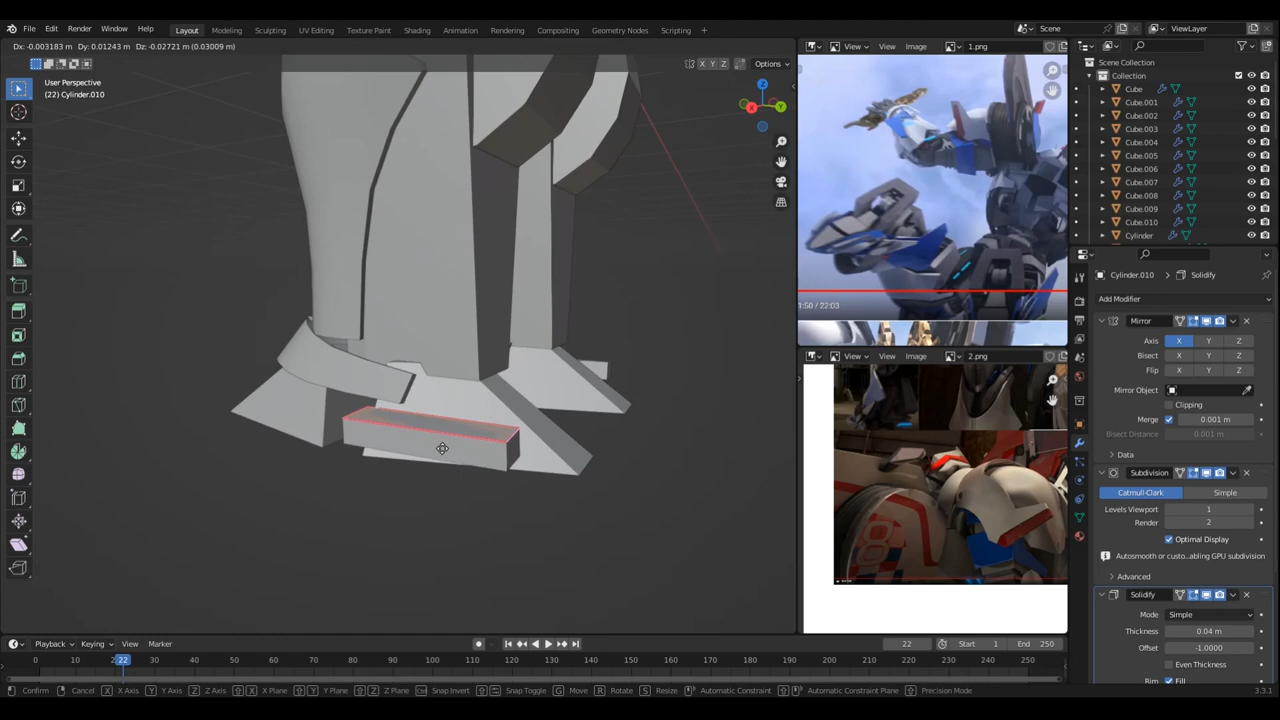 File Edit Render Window Help Layout Modeling Sculpting UV Editing Texture Paint Shading Animation Rendering Compositing Geometry Nodes Scripting + Scene ViewLayer
Dx: -0.003183 m Dy: 0.01243 m Dz: -0.02721 m (0.03009 m)
View View Image 1.png
X Y Z Options
User Perspective
(22) Cylinder.010
Z
X Y
Scene Collection
Collection
Cube
Cube.001
Cube.002
Cube.003
Cube.004
Cube.005
Cube.006
Cube.007
Cube.008
Cube.009
Cube.010
Cylinder
1:50 / 22:03
View View Image 2.png
8
Cylinder.010 > Solidify
Add Modifier
Mirror
Axis X Y Z
Bisect X Y Z
Flip X Y Z
Mirror Object
Clipping
Merge 0.001 m
Bisect Distance 0.001 m
Data
Subdivision
Catmull-Clark Simple
Levels Viewport 1
Render 2
Optimal Display
Autosmooth or custo...abling GPU subdivision
Advanced
Solidify
Mode Simple
Thickness 0.04 m
Offset -1.0000
Even Thickness
Rim Fill
Playback Keying View Marker 22 Start 1 End 250
0 10 22 30 40 50 60 70 80 90 100 110 120 130 140 150 160 170 180 190 200 210 220 230 240 250
Confirm Cancel X X Axis Y Y Axis Z Z Axis X X Plane Y Y Plane Z Z Plane Snap Invert Snap Toggle G Move R Rotate S Resize Automatic Constraint Automatic Constraint Plane Precision Mode 3.3.1